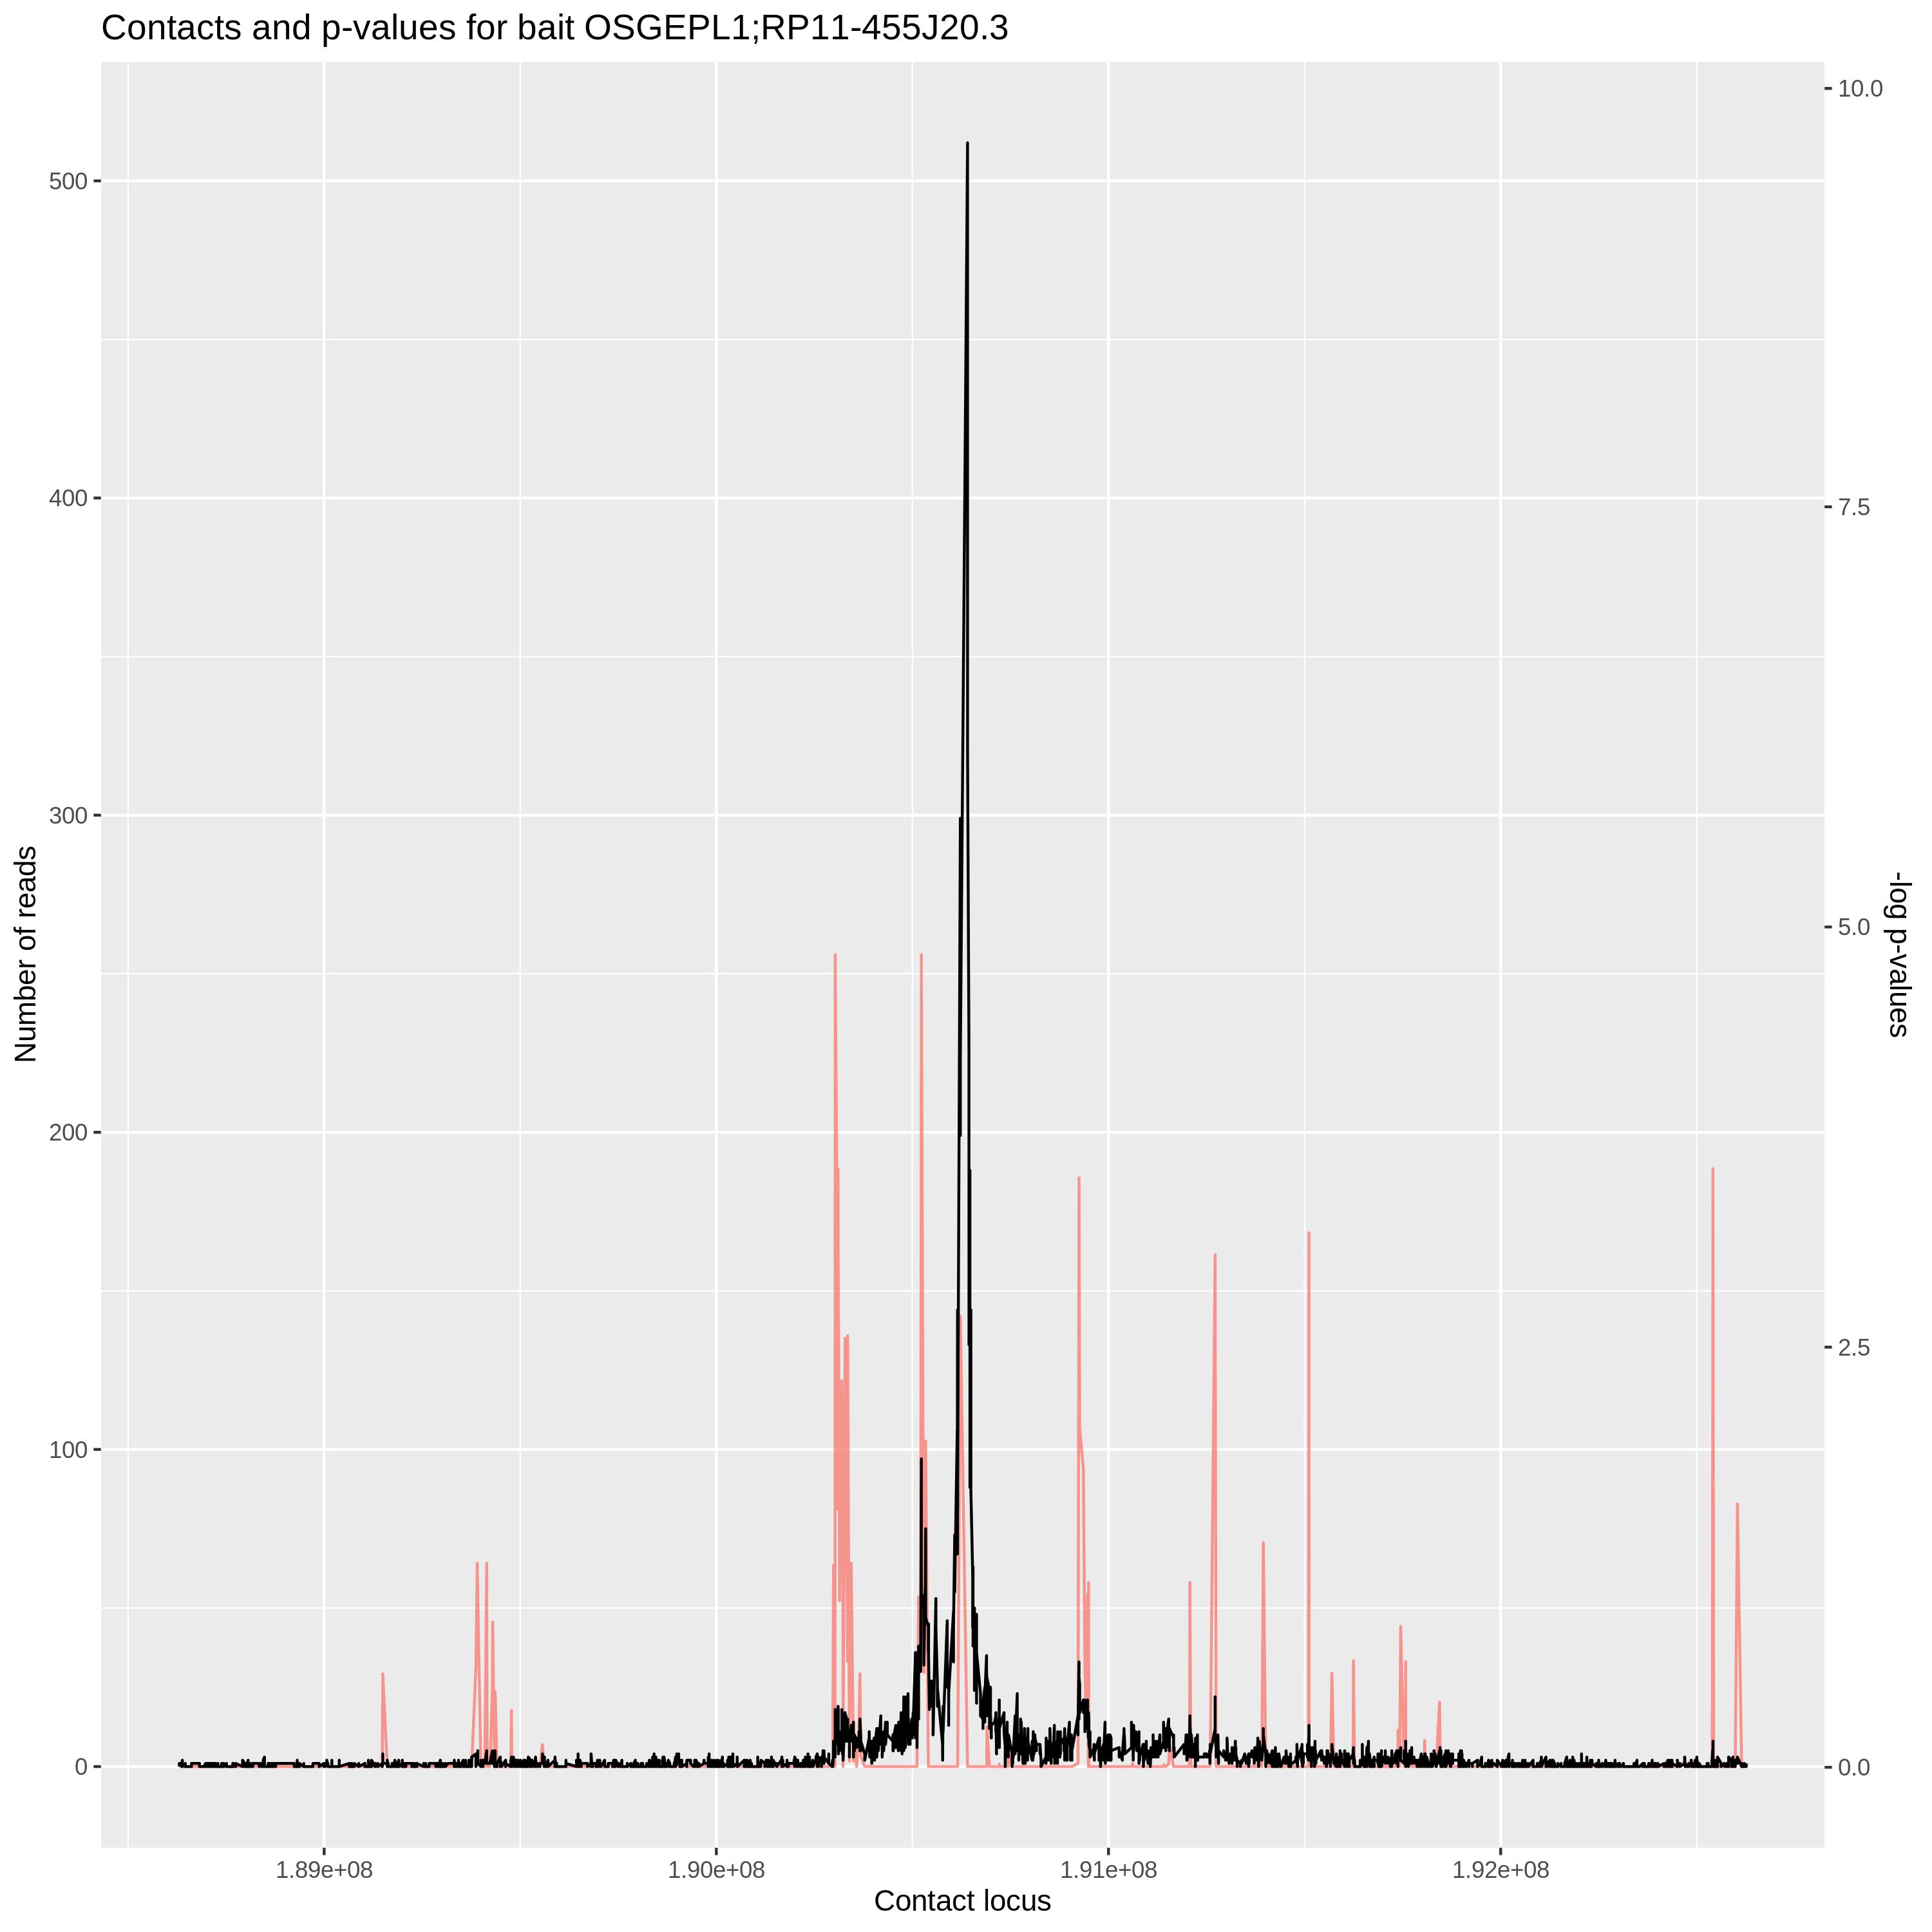 Contacts and p-values for bait OSGEPL1;RP11-455J20.3
500
400
300
200
100
0
Number of reads
10.0
7.5
5.0
2.5
0.0
-log p-values
1.89e+08
1.90e+08
1.91e+08
1.92e+08
Contact locus